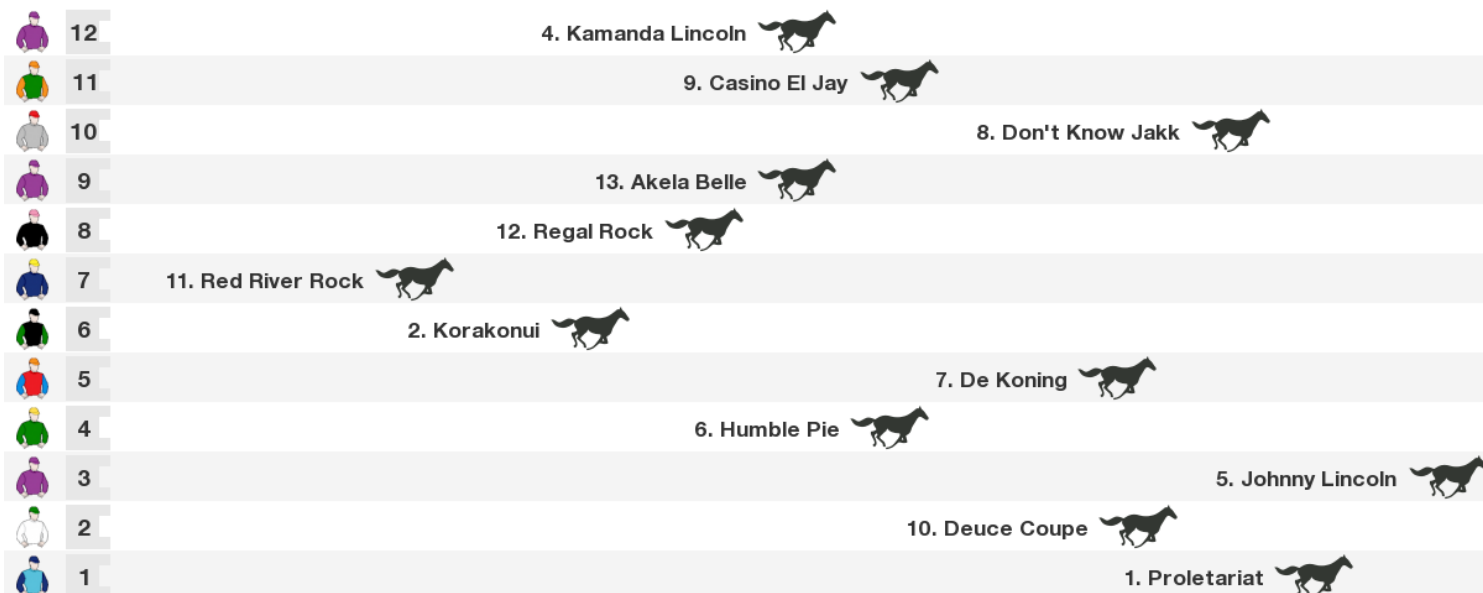 12 4. Kamanda Lincoln
11 9. Casino El Jay
10 8. Don't Know Jakk
9 13. Akela Belle
8 12. Regal Rock
7 11. Red River Rock
6 2. Korakonui
5 7. De Koning
4 6. Humble Pie
3 5. Johnny Lincoln
2 10. Deuce Coupe
1 1. Proletariat